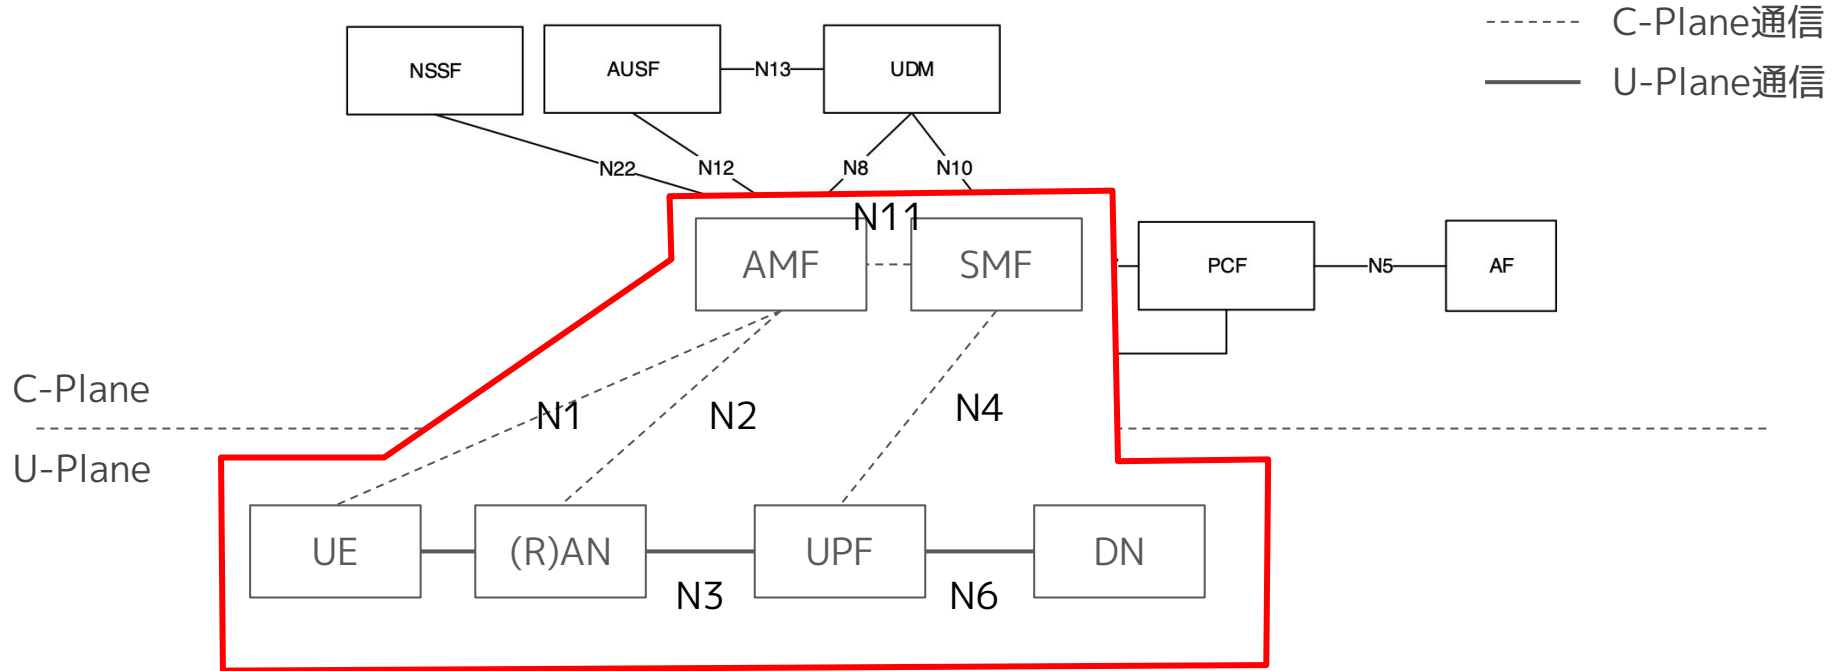 C-Plane通信
U-Plane通信
NSSF
AUSF
N13
UDM
N22
N12
N8
N10
N11
AMF
SMF
PCF
N5
AF
C-Plane
N1
N2
N4
U-Plane
UE
(R)AN
UPF
DN
N3
N6